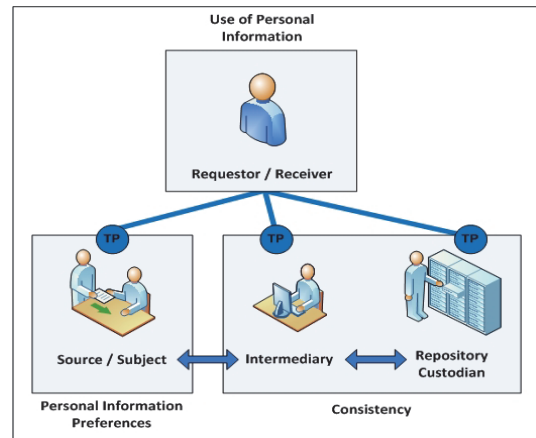 Use of Personal
Information
Requestor / Receiver
TP
TP
TP
Source / Subject
Intermediary
Repository
Custodian
Personal Information
Preferences
Consistency